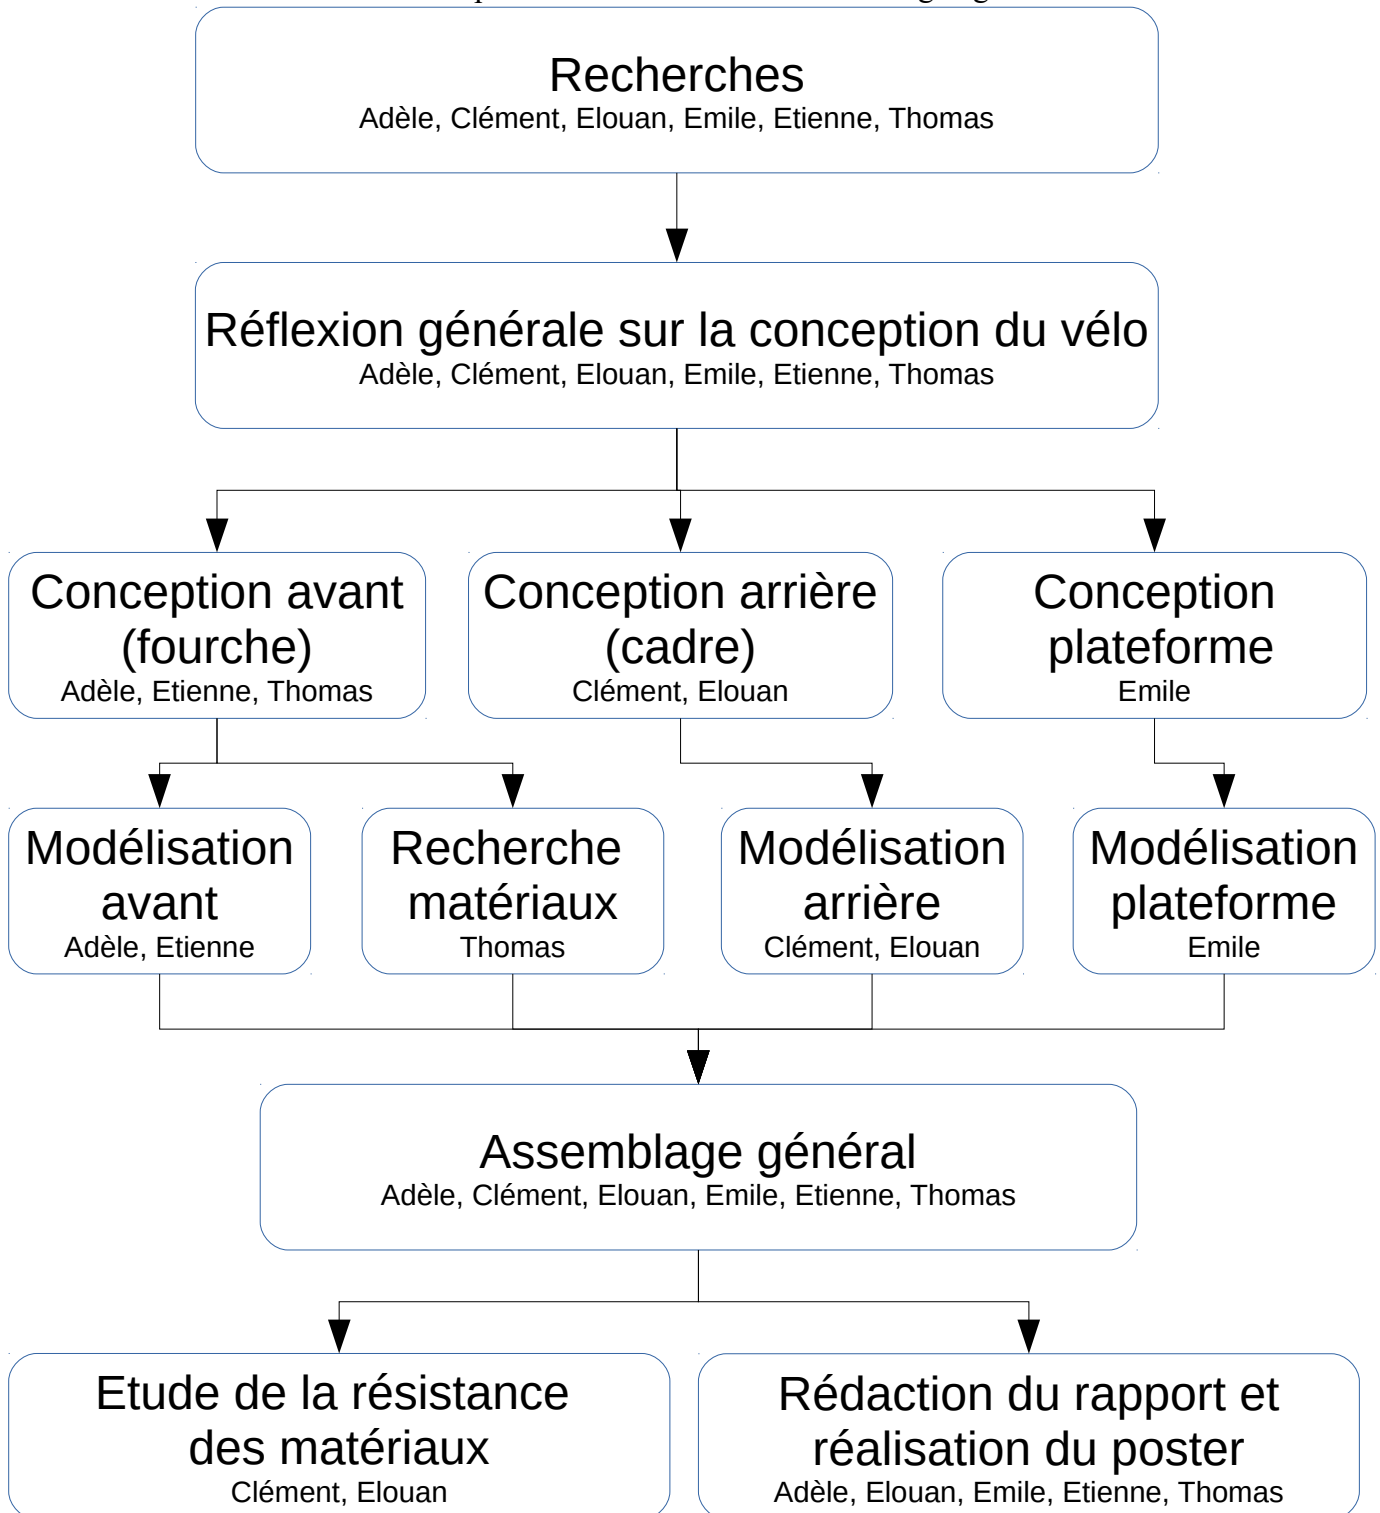 Recherches
Adèle, Clément, Elouan, Emile, Etienne, Thomas
Réflexion générale sur la conception du vélo
Adèle, Clément, Elouan, Emile, Etienne, Thomas
Conception avant
(fourche)
Adèle, Etienne, Thomas
Conception arrière
(cadre)
Clément, Elouan
Conception
plateforme
Emile
Modélisation
avant
Adèle, Etienne
Recherche
matériaux
Thomas
Modélisation
arrière
Clément, Elouan
Modélisation
plateforme
Emile
Assemblage général
Adèle, Clément, Elouan, Emile, Etienne, Thomas
Etude de la résistance
des matériaux
Clément, Elouan
Rédaction du rapport et
réalisation du poster
Adèle, Elouan, Emile, Etienne, Thomas